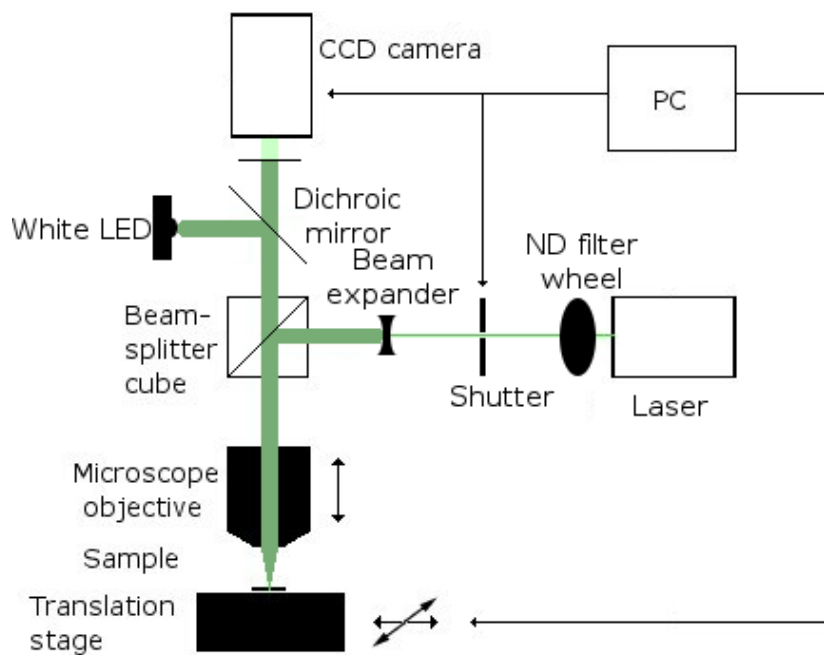 CCD camera
PC
White LED
Dichroic
mirror
ND filter
wheel
Beam
expander
Beam-
splitter
cube
Shutter
Laser
Microscope
objective
Sample
Translation
stage